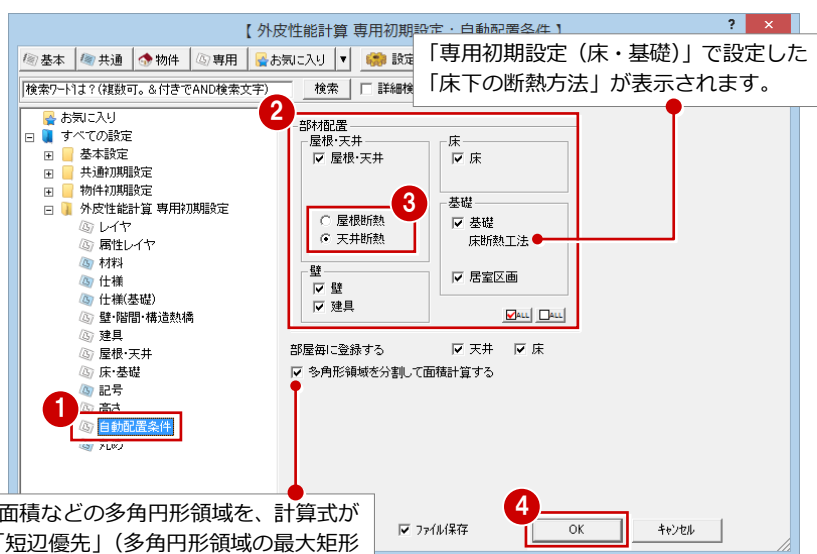 【 外皮性能計算 専用初期設定：自動配置条件 】 ? ×
基本 共通 物件 専用 お気に入り ▼ 設定
「専用初期設定（床・基礎）」で設定した
「床下の断熱方法」が表示されます。
検索ワードは？(複数可。&付きでAND検索文字) 検索 詳細検
お気に入り
すべての設定
基本設定
共通初期設定
物件初期設定
外皮性能計算 専用初期設定
レイヤ
属性レイヤ
材料
仕様
仕様(基礎)
壁・階間・構造熱橋
建具
屋根・天井
床・基礎
記号
高さ
1
自動配置条件
丸め
2
部材配置
屋根・天井
屋根・天井
3
屋根断熱
天井断熱
壁
壁
建具
床
床
基礎
基礎
床断熱工法
居室区画
ALL ALL
部屋毎に登録する 天井 床
多角形領域を分割して面積計算する
面積などの多角円形領域を、計算式が
「短辺優先」（多角円形領域の最大矩形
ファイル保存
4
OK
キャンセル